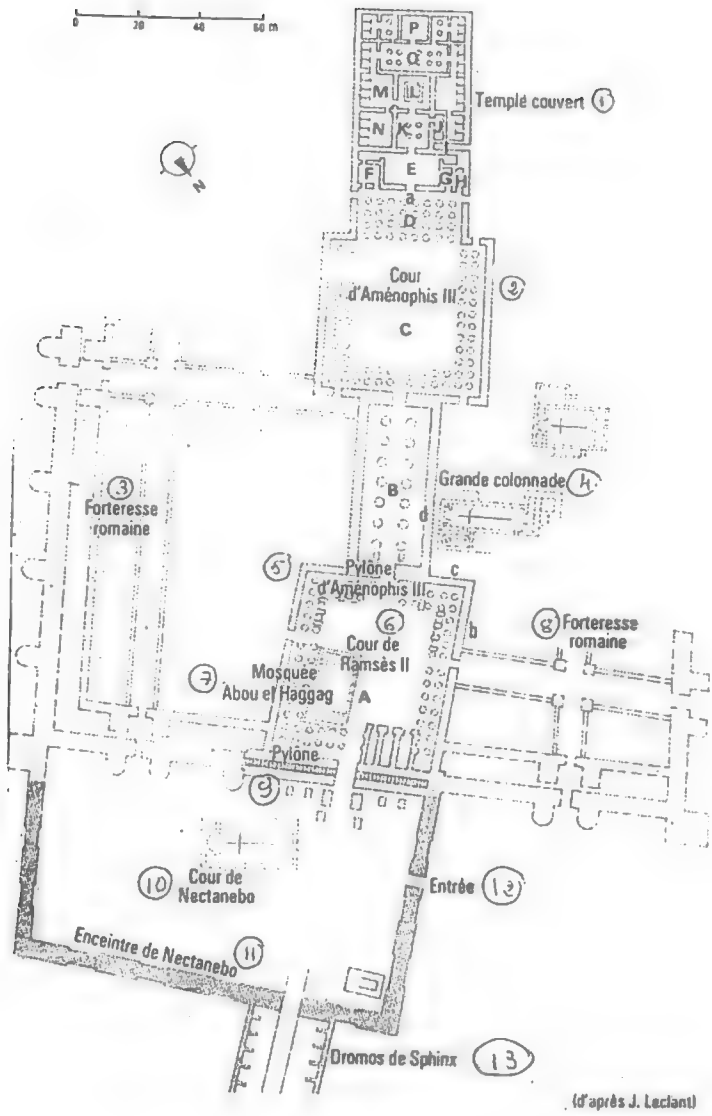 0 20 40 60 m
P
O
M L
N K J
Templé couvert 1
I
F E G H
a
D
N
Cour
d'Aménophis III 2
C
3
Forteresse
romaine
B
Grande colonnade 4
d
5 Pylône
d'Aménophis III
c
6
Cour de
Ramsès II
b
8 Forteresse
romaine
7 Mosquée
Abou el Haggag
A
Pylône
9
10 Cour de
Nectanebo
Entrée 12
Enceintre de Nectanebo 11
Dromos de Sphinx 13
(d'après J. Leclant)